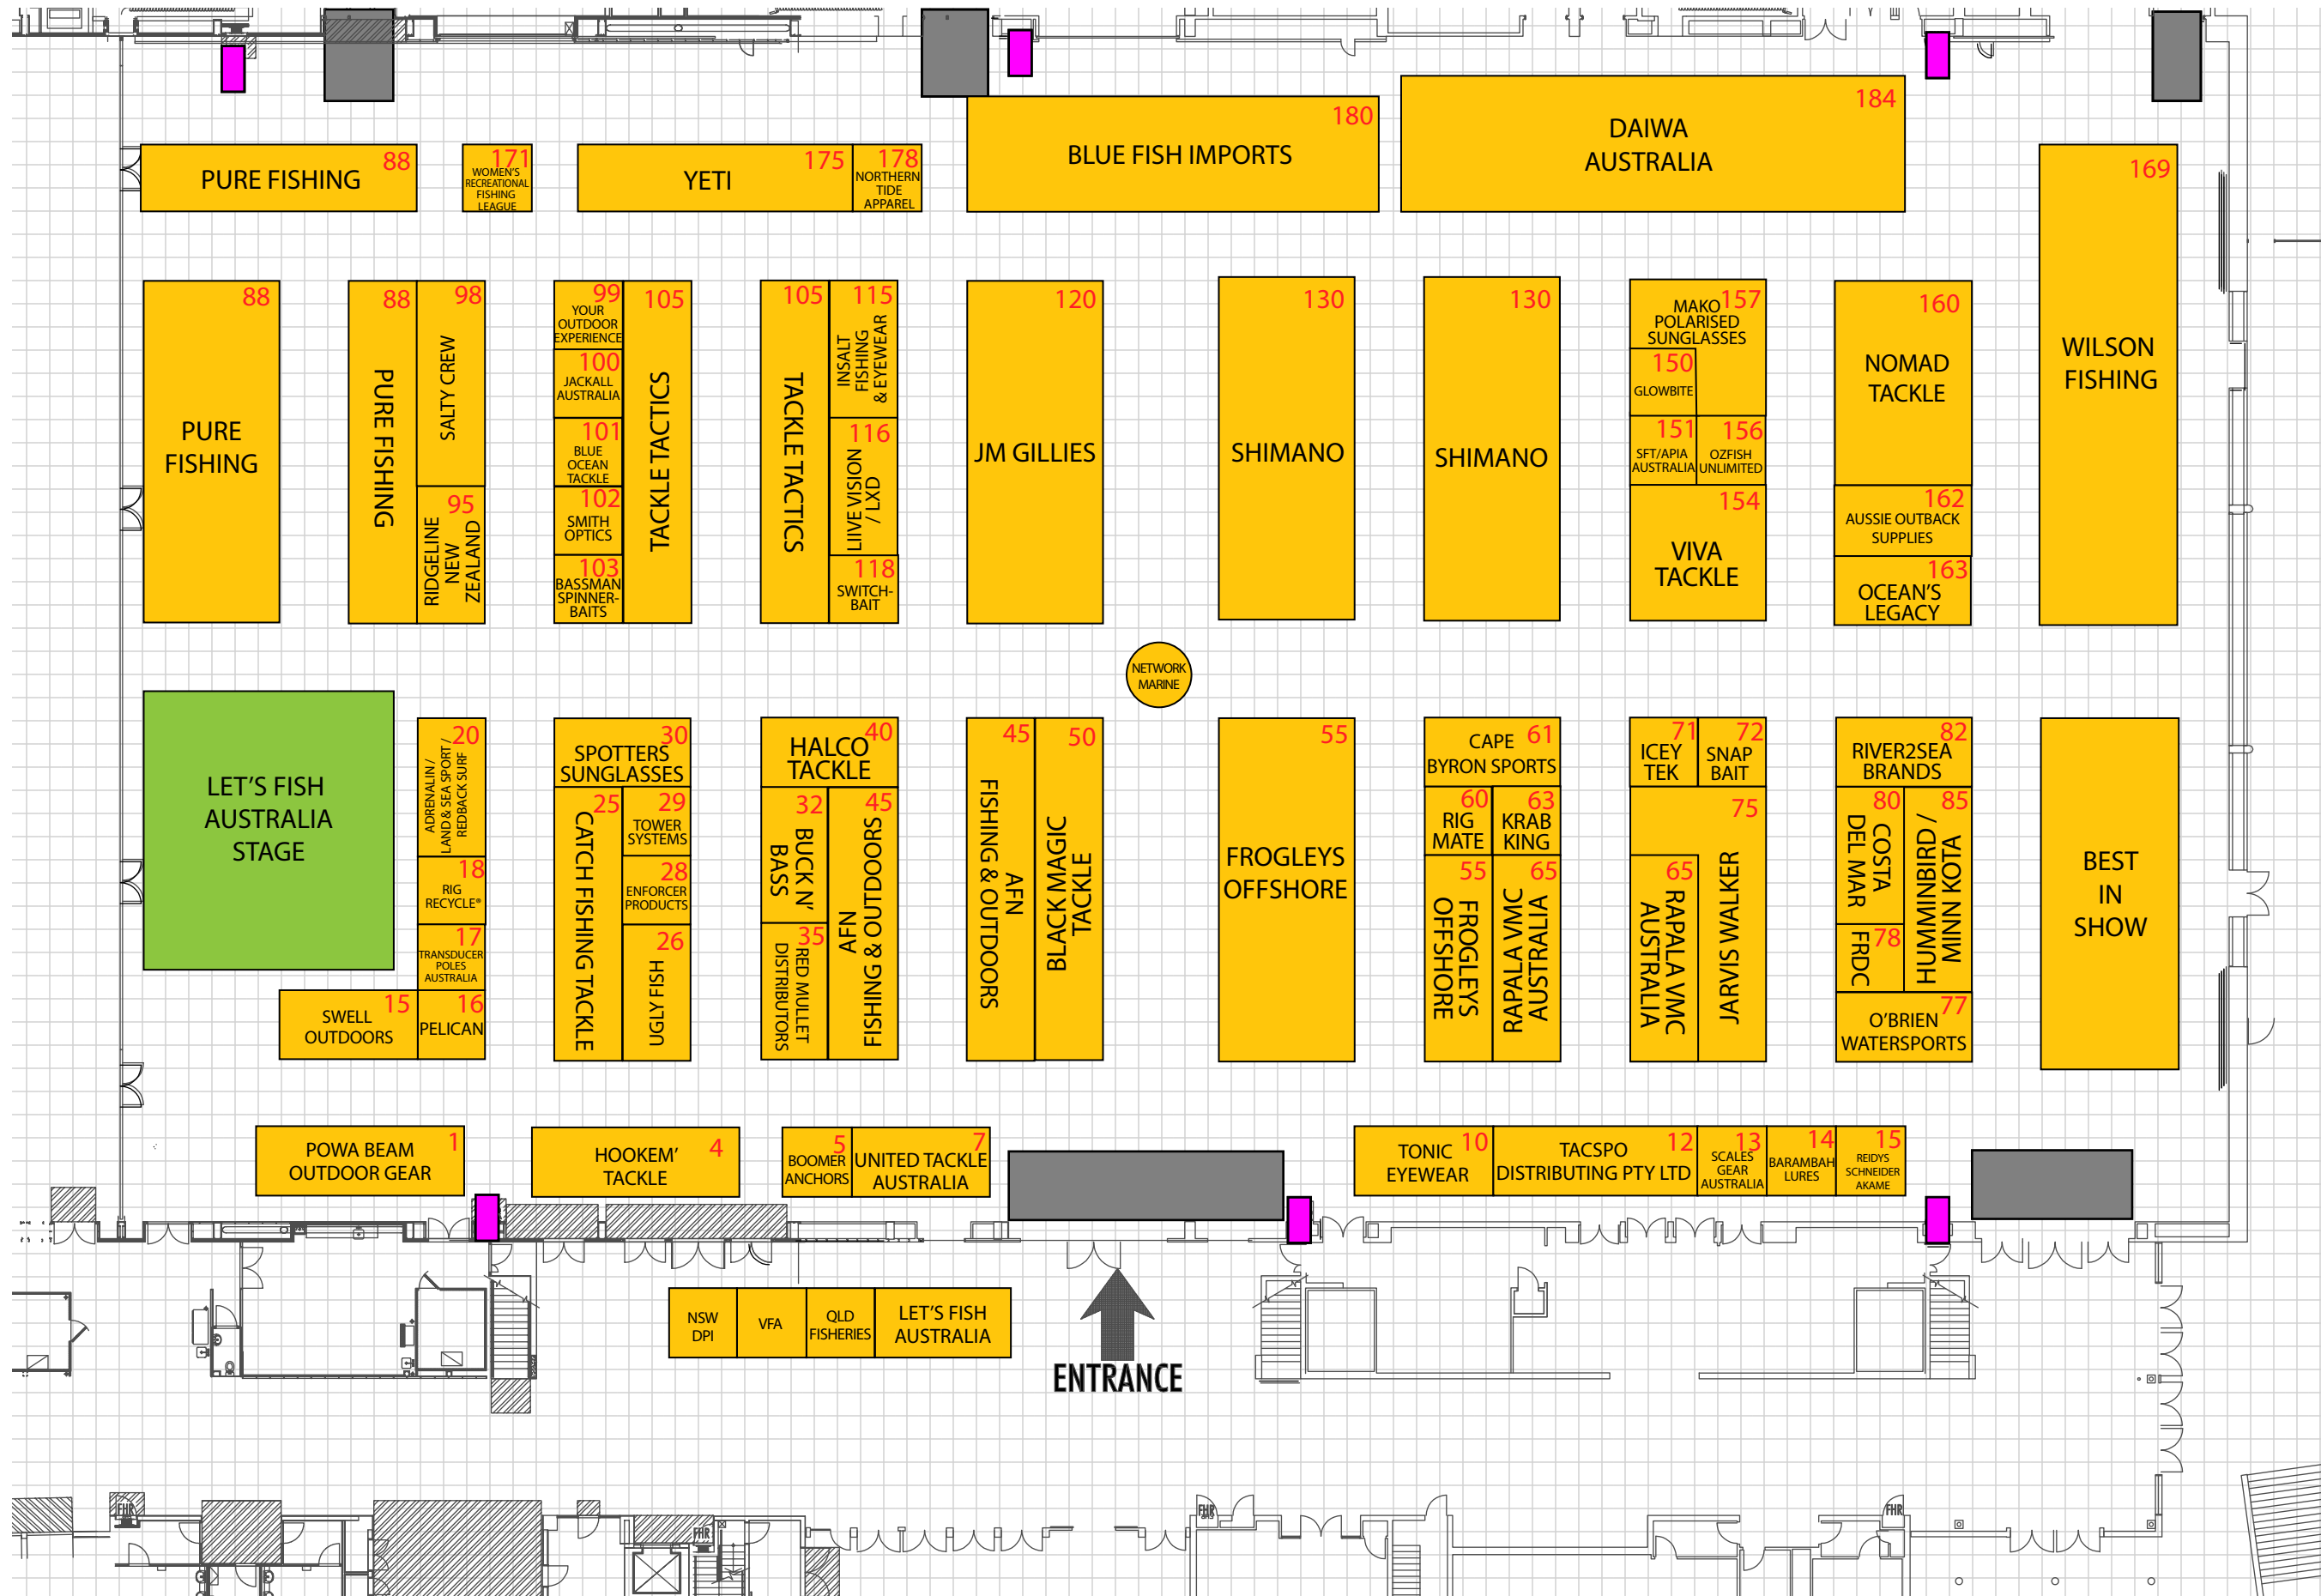 184
DAIWA
AUSTRALIA
180
BLUE FISH IMPORTS
88
PURE FISHING
171
WOMEN'S
RECREATIONAL
FISHING
LEAGUE
175
YETI
178
NORTHERN
TIDE
APPAREL
169
WILSON
FISHING
88
PURE
FISHING
88
PURE FISHING
98
SALTY CREW
95
RIDGELINE
NEW
ZEALAND
99
YOUR
OUTDOOR
EXPERIENCE
100
JACKALL
AUSTRALIA
101
BLUE
OCEAN
TACKLE
102
SMITH
OPTICS
103
BASSMAN
SPINNER-
BAITS
105
TACKLE TACTICS
105
TACKLE TACTICS
115
INSALT
FISHING
& EYEWEAR
116
LIIVE VISION
/ LXD
118
SWITCH-
BAIT
120
JM GILLIES
130
SHIMANO
130
SHIMANO
157
MAKO
POLARISED
SUNGLASSES
150
GLOWBITE
151
SFT/APIA
AUSTRALIA
156
OZFISH
UNLIMITED
154
VIVA
TACKLE
160
NOMAD
TACKLE
162
AUSSIE OUTBACK
SUPPLIES
163
OCEAN'S
LEGACY
NETWORK
MARINE
LET'S FISH
AUSTRALIA
STAGE
20
ADRENALIN /
LAND & SEA SPORT /
REDBACK SURF
18
RIG
RECYCLE®
17
TRANSDUCER
POLES
AUSTRALIA
15
SWELL
OUTDOORS
16
PELICAN
30
SPOTTERS
SUNGLASSES
25
CATCH FISHING TACKLE
29
TOWER
SYSTEMS
28
ENFORCER
PRODUCTS
26
UGLY FISH
40
HALCO
TACKLE
32
BUCK N'
BASS
35
RED MULLET
DISTRIBUTORS
45
AFN
FISHING & OUTDOORS
45
AFN
FISHING & OUTDOORS
50
BLACK MAGIC
TACKLE
55
FROGLEYS
OFFSHORE
61
CAPE
BYRON SPORTS
60
RIG
MATE
63
KRAB
KING
55
FROGLEYS
OFFSHORE
65
RAPALA VMC
AUSTRALIA
71
ICEY
TEK
72
SNAP
BAIT
75
JARVIS WALKER
65
RAPALA VMC
AUSTRALIA
82
RIVER2SEA
BRANDS
80
COSTA
DEL MAR
85
MINN KOTA
/ HUMMINBIRD
78
FRDC
77
O'BRIEN
WATERSPORTS
BEST
IN
SHOW
1
POWA BEAM
OUTDOOR GEAR
4
HOOKEM'
TACKLE
5
BOOMER
ANCHORS
7
UNITED TACKLE
AUSTRALIA
10
TONIC
EYEWEAR
12
TACSPO
DISTRIBUTING PTY LTD
13
SCALES
GEAR
AUSTRALIA
14
BARAMBAH
LURES
15
REIDYS
SCHNEIDER
AKAME
NSW
DPI
VFA
QLD
FISHERIES
LET'S FISH
AUSTRALIA
ENTRANCE
FHR
FHR
FHR
FHR